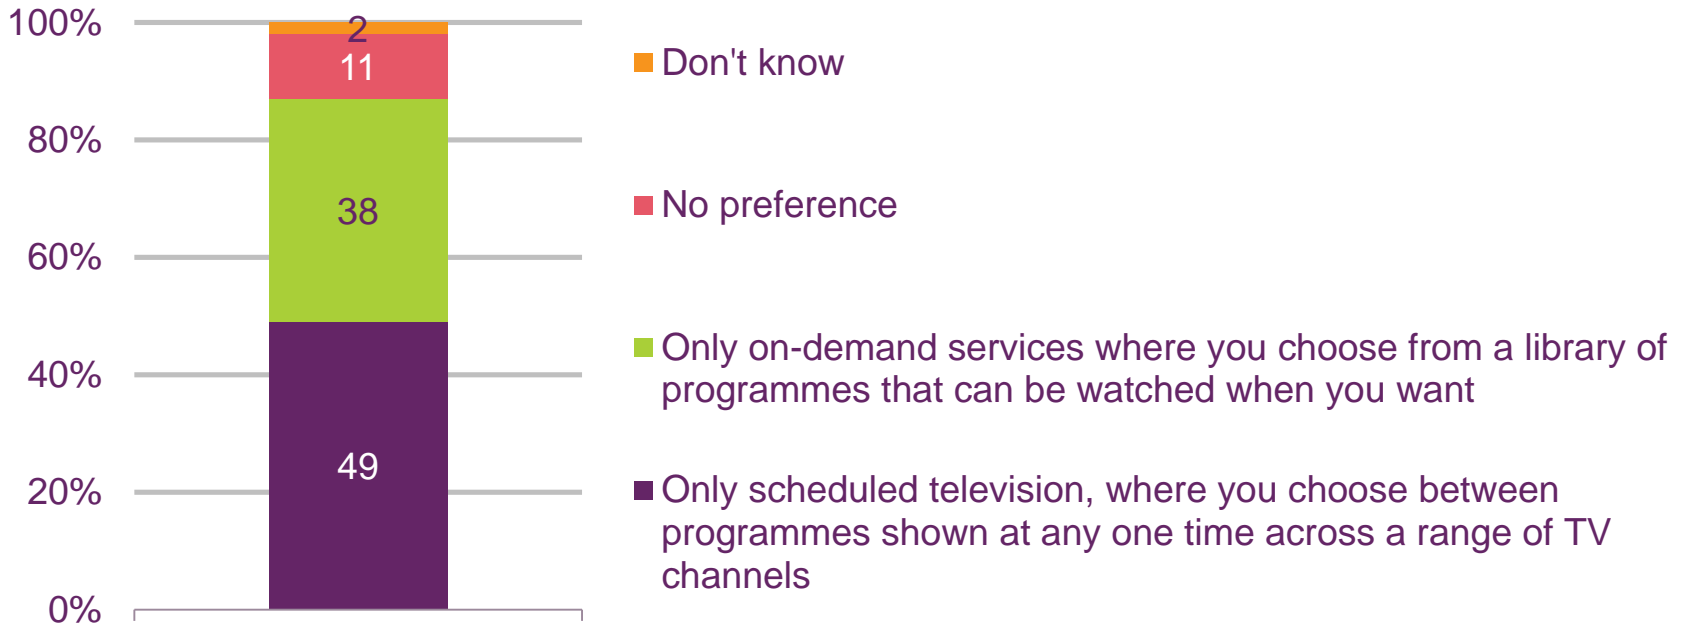 100%
80%
60%
40%
20%
0%
2
11
38
49
Don't know
No preference
Only on-demand services where you choose from a library of
programmes that can be watched when you want
Only scheduled television, where you choose between
programmes shown at any one time across a range of TV
channels